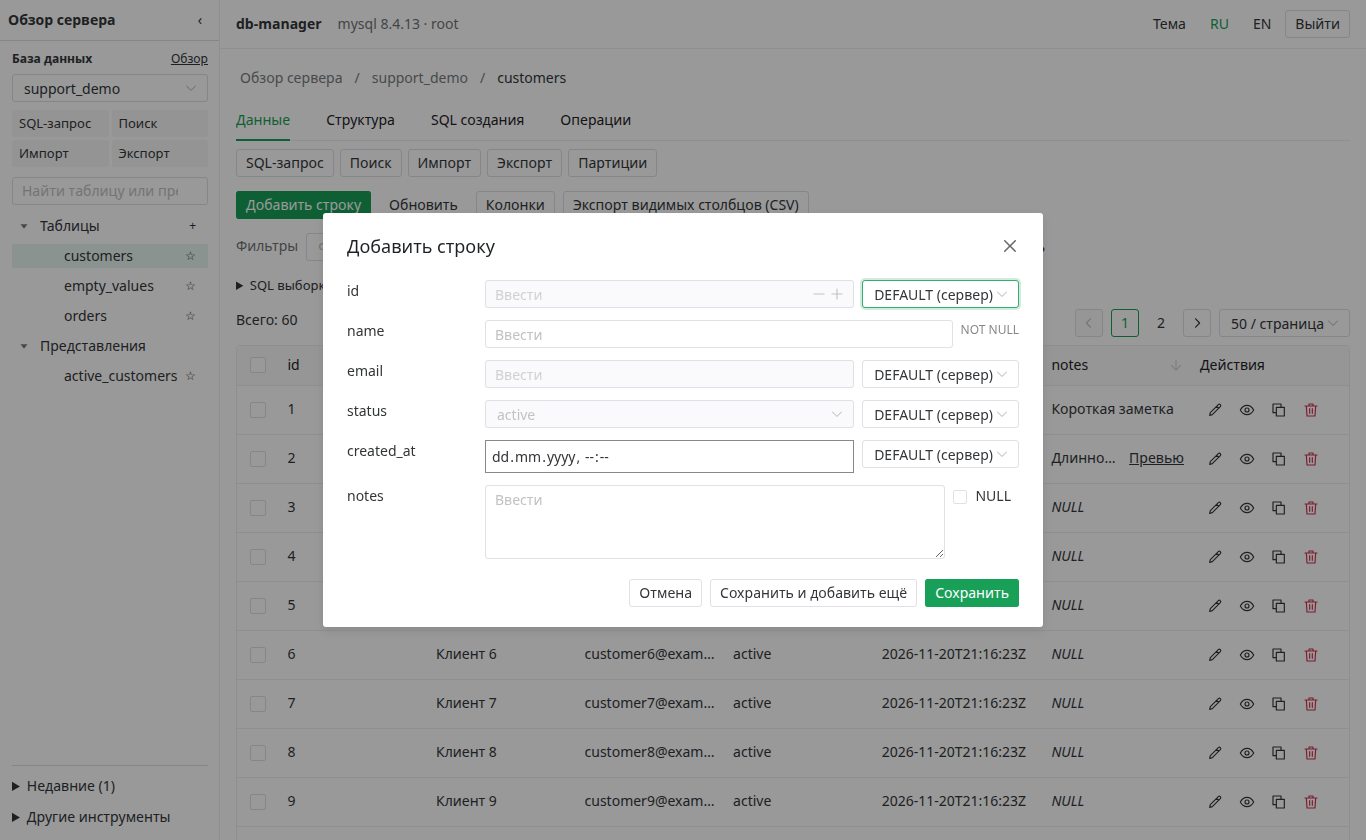 Обзор сервера
База данных Обзор
support_demo
SQL-запрос Поиск
Импорт Экспорт
Таблицы +
customers
empty_values
orders
Представления
active_customers
Недавние (1)
Другие инструменты
db-manager mysql 8.4.13 · root Тема RU EN Выйти
Обзор сервера / support_demo / customers
Данные Структура SQL создания Операции
SQL-запрос Поиск Импорт Экспорт Партиции
Добавить строку Обновить Колонки Экспорт видимых столбцов (CSV)
Фильтры
Всего: 60 1 2 50 / страница
Добавить строку
id Ввести DEFAULT (сервер)
name Ввести NOT NULL
email Ввести DEFAULT (сервер)
status active DEFAULT (сервер)
created_at dd.mm.yyyy, --:-- DEFAULT (сервер)
notes Ввести NULL
Отмена Сохранить и добавить ещё Сохранить
id notes Действия
1 Короткая заметка
2 Длинно... Превью
3 NULL
4 NULL
5 NULL
6 Клиент 6 customer6@exam... active 2026-11-20T21:16:23Z NULL
7 Клиент 7 customer7@exam... active 2026-11-20T21:16:23Z NULL
8 Клиент 8 customer8@exam... active 2026-11-20T21:16:23Z NULL
9 Клиент 9 customer9@exam... active 2026-11-20T21:16:23Z NULL